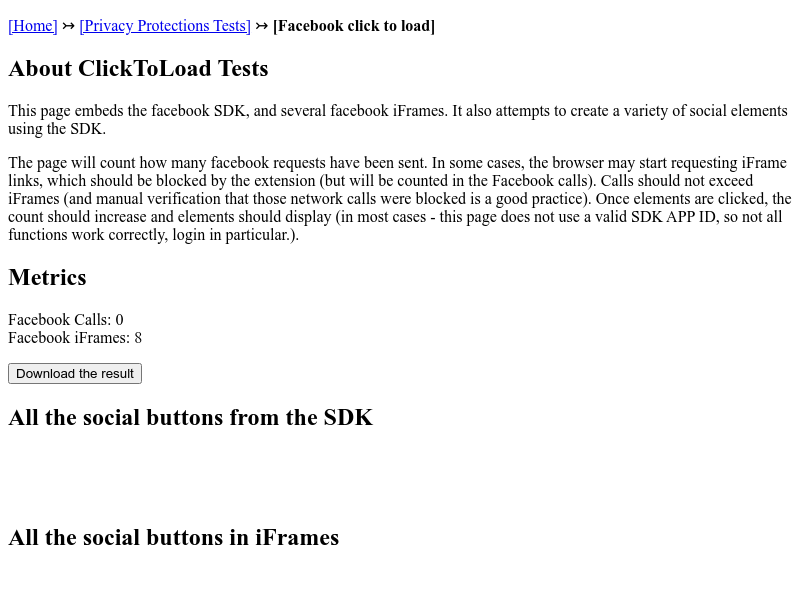 [Home] ↣ [Privacy Protections Tests] ↣ [Facebook click to load]
About ClickToLoad Tests
This page embeds the facebook SDK, and several facebook iFrames. It also attempts to create a variety of social elements
using the SDK.
The page will count how many facebook requests have been sent. In some cases, the browser may start requesting iFrame
links, which should be blocked by the extension (but will be counted in the Facebook calls). Calls should not exceed
iFrames (and manual verification that those network calls were blocked is a good practice). Once elements are clicked, the
count should increase and elements should display (in most cases - this page does not use a valid SDK APP ID, so not all
functions work correctly, login in particular.).
Metrics
Facebook Calls: 0
Facebook iFrames: 8
Download the result
All the social buttons from the SDK
All the social buttons in iFrames